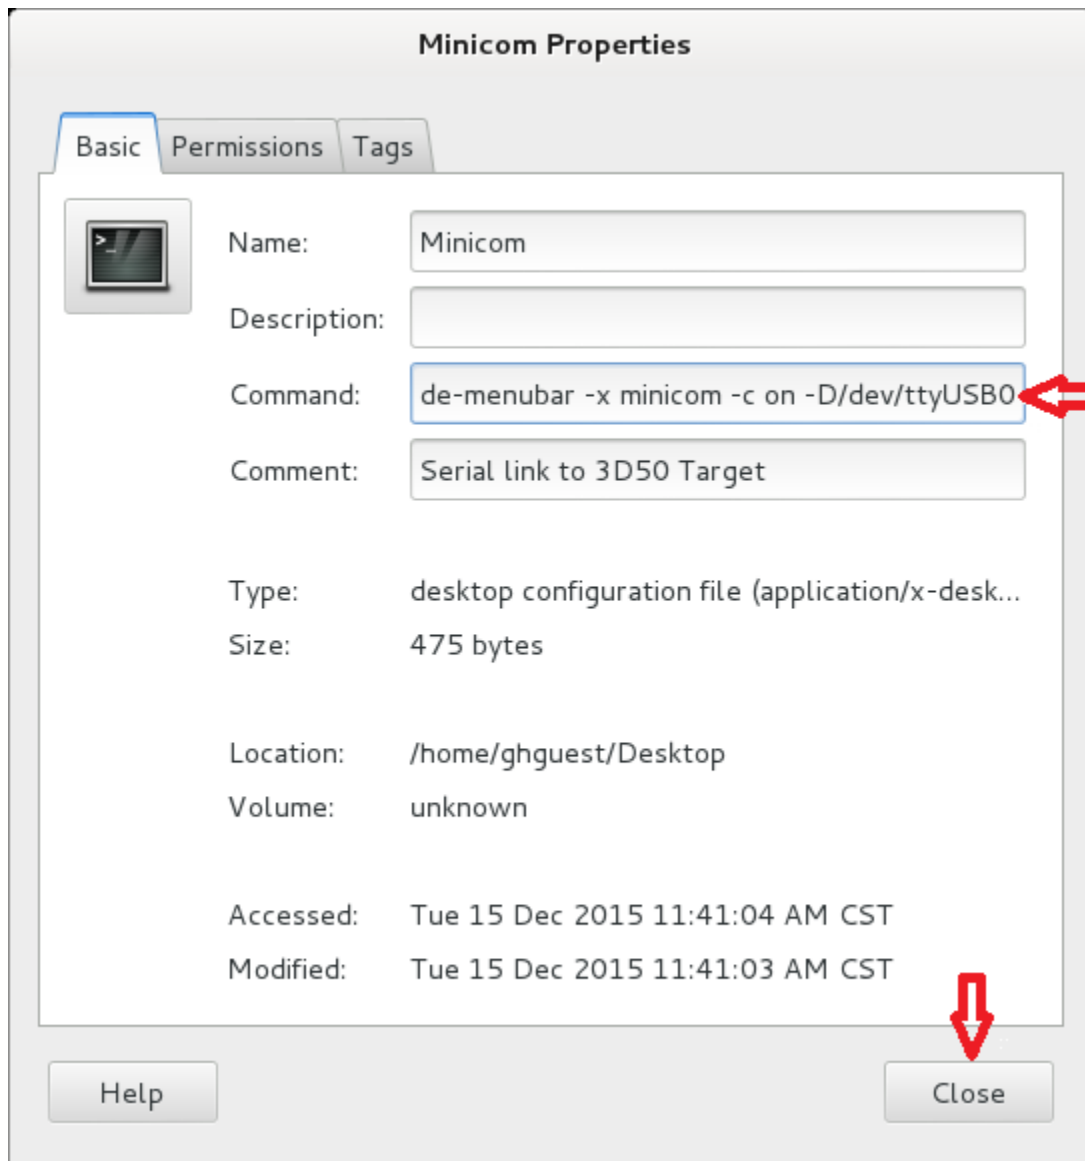 Minicom Properties
Basic Permissions Tags
Name: Minicom
Description:
Command: de-menubar -x minicom -c on -D/dev/ttyUSB0
Comment: Serial link to 3D50 Target
Type: desktop configuration file (application/x-desk...
Size: 475 bytes
Location: /home/ghguest/Desktop
Volume: unknown
Accessed: Tue 15 Dec 2015 11:41:04 AM CST
Modified: Tue 15 Dec 2015 11:41:03 AM CST
Help Close